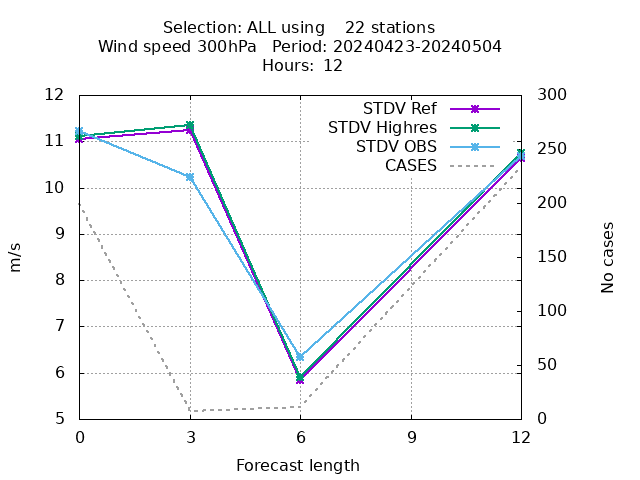 Selection: ALL using    22 stations
Wind speed 300hPa   Period: 20240423-20240504
Hours: 12
12
11
10
9
8
7
6
5
m/s
300
250
200
150
100
50
0
No cases
STDV Ref
STDV Highres
STDV OBS
CASES
0
3
6
9
12
Forecast length